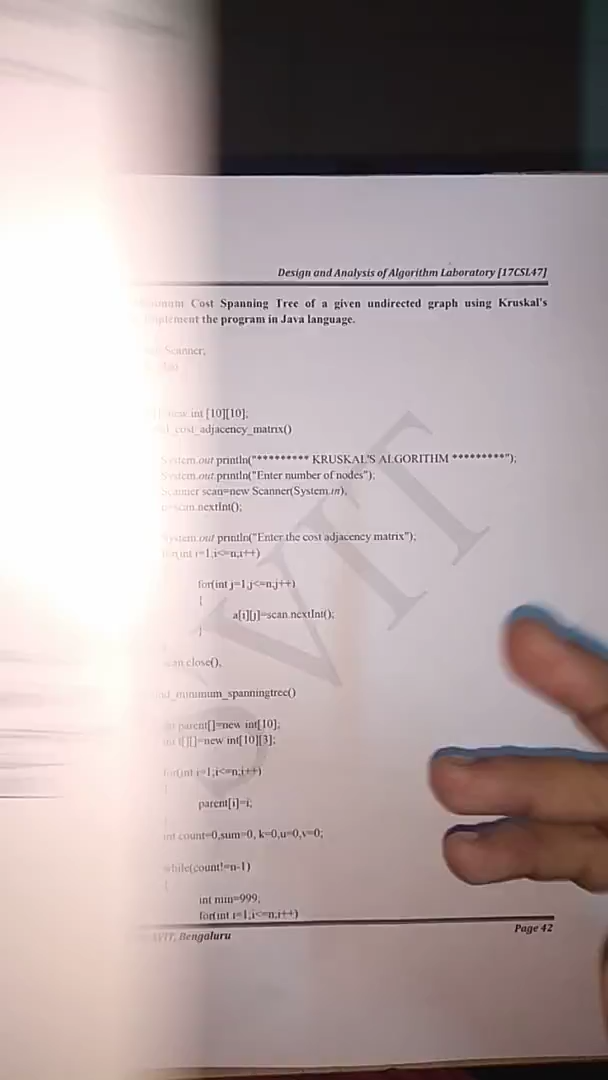 Design and Analysis of Algorithm Laboratory [17CSL47]
Cost Spanning Tree of a given undirected graph using Kruskal's
the program in Java language.
Scanner;
new int [10][10];
cost_adjacency_matrix()
System.out.println("********* KRUSKAL'S ALGORITHM *********");
System.out.println("Enter number of nodes");
Scanner scan=new Scanner(System.in);
n=scan.nextInt();
System.out.println("Enter the cost adjacency matrix");
for(int i=1;i<=n;i++)
for(int j=1;j<=n;j++)
{
a[i][j]=scan.nextInt();
}
scan.close();
minimum_spanningtree()
parent[]=new int[10];
int t[][]=new int[10][3];
for(int i=1;i<=n;i++)
parent[i]=i;
int count=0,sum=0, k=0,u=0,v=0;
while(count!=n-1)
{
int min=999;
for(int i=1;i<=n;i++)
SVIT, Bengaluru
Page 42
SVIT